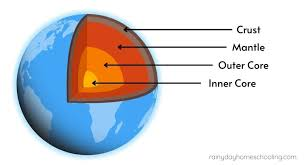 Crust
Mantle
Outer Core
Inner Core
rainydayhomeschooling.com